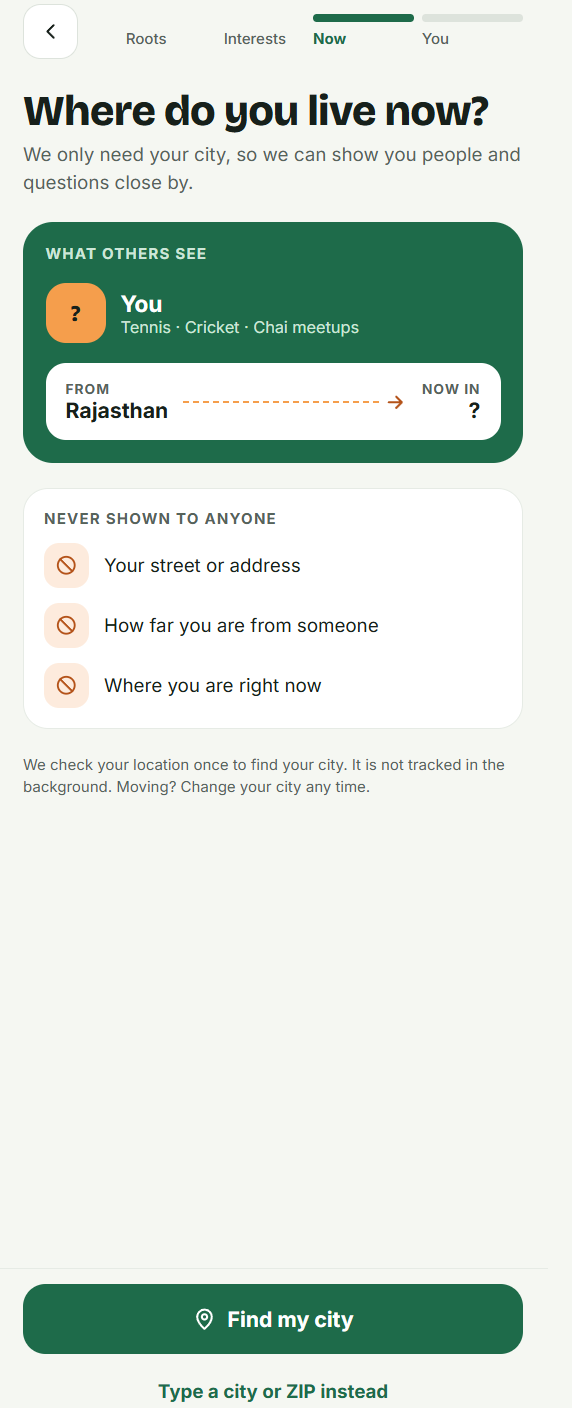 Roots
Interests
Now
You
Where do you live now?
We only need your city, so we can show you people and
questions close by.
WHAT OTHERS SEE
?
You
Tennis · Cricket · Chai meetups
FROM
Rajasthan
NOW IN
?
NEVER SHOWN TO ANYONE
Your street or address
How far you are from someone
Where you are right now
We check your location once to find your city. It is not tracked in the
background. Moving? Change your city any time.
Find my city
Type a city or ZIP instead